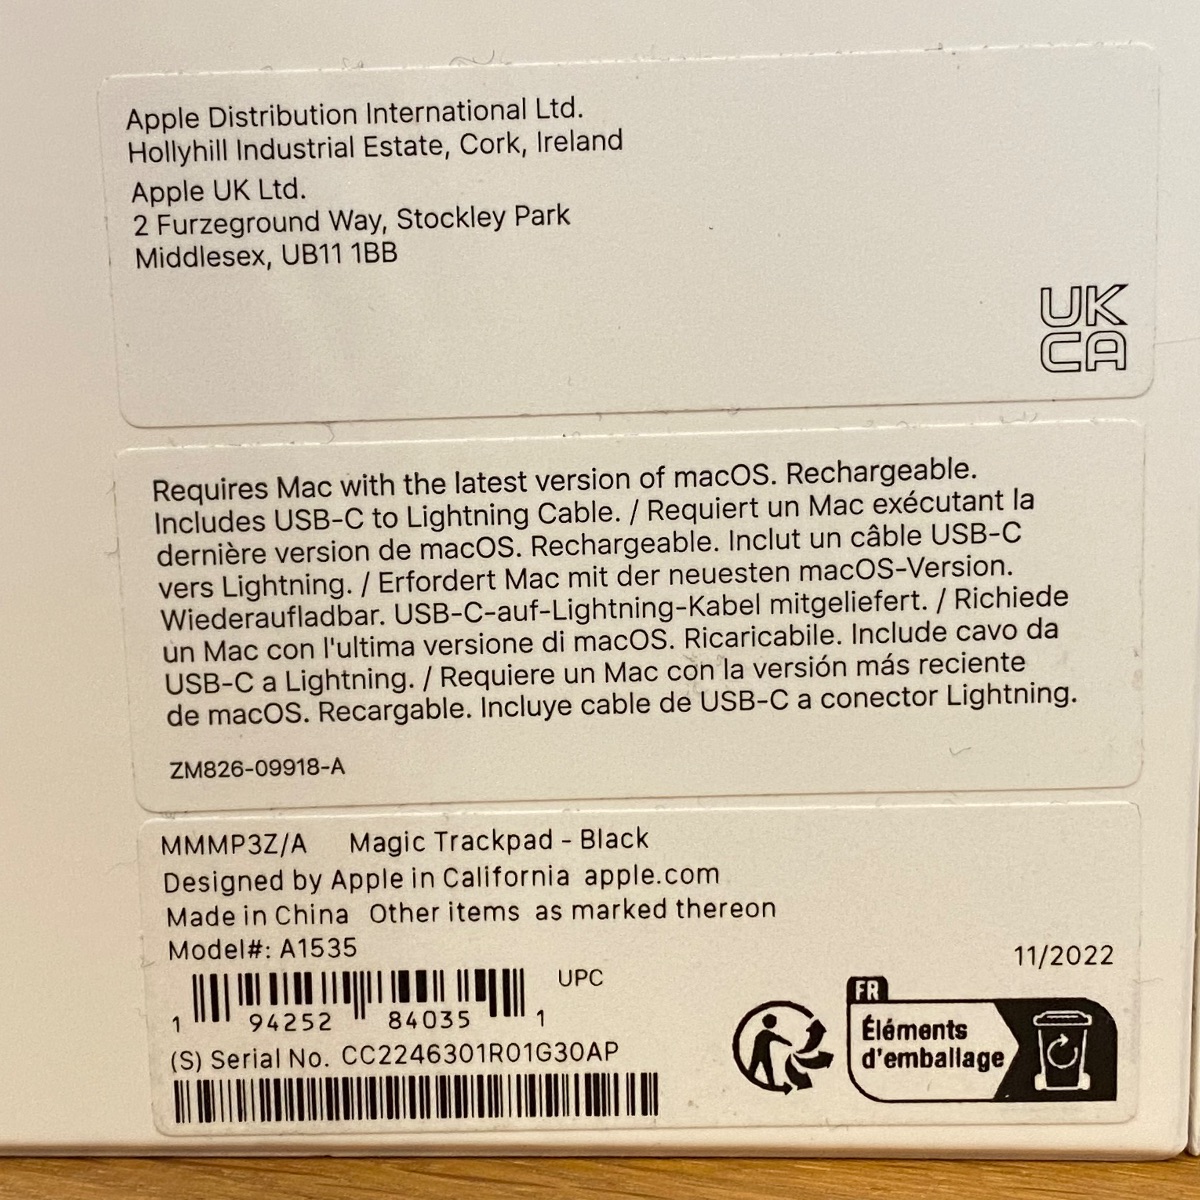 Apple Distribution International Ltd.
Hollyhill Industrial Estate, Cork, Ireland
Apple UK Ltd.
2 Furzeground Way, Stockley Park
Middlesex, UB11 1BB
UK
CA
Requires Mac with the latest version of macOS. Rechargeable.
Includes USB-C to Lightning Cable. / Requiert un Mac exécutant la
dernière version de macOS. Rechargeable. Inclut un câble USB-C
vers Lightning. / Erfordert Mac mit der neuesten macOS-Version.
Wiederaufladbar. USB-C-auf-Lightning-Kabel mitgeliefert. / Richiede
un Mac con l'ultima versione di macOS. Ricaricabile. Include cavo da
USB-C a Lightning. / Requiere un Mac con la versión más reciente
de macOS. Recargable. Incluye cable de USB-C a conector Lightning.
ZM826-09918-A
MMMP3Z/A Magic Trackpad - Black
Designed by Apple in California apple.com
Made in China Other items as marked thereon
Model#: A1535
11/2022
UPC
1 94252 84035 1
(S) Serial No. CC2246301R01G30AP
FR
Éléments
d'emballage